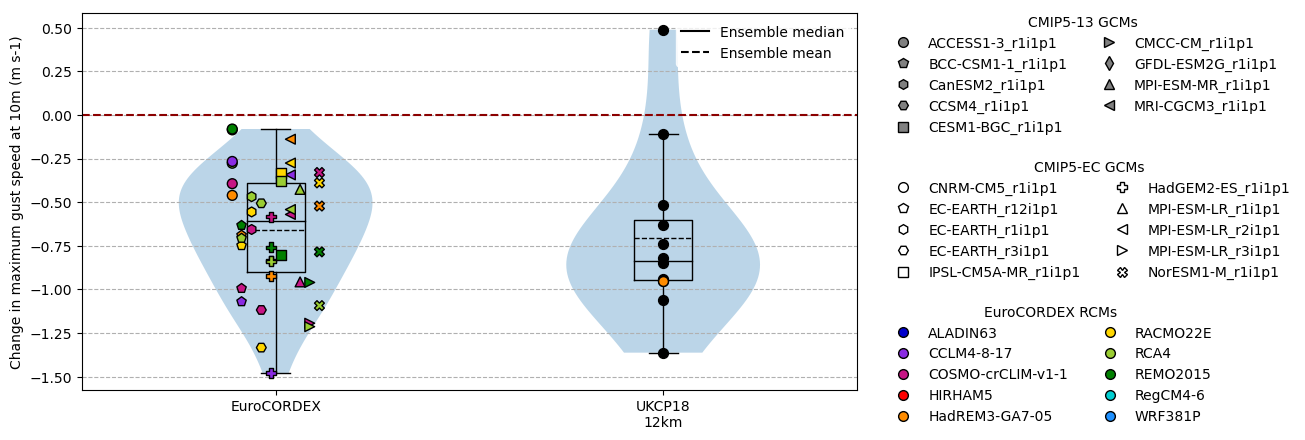 Change in maximum gust speed at 10m (m s-1)
0.50
0.25
0.00
−0.25
−0.50
−0.75
−1.00
−1.25
−1.50
EuroCORDEX
UKCP18
12km
Ensemble median
Ensemble mean
CMIP5-13 GCMs
ACCESS1-3_r1i1p1
BCC-CSM1-1_r1i1p1
CanESM2_r1i1p1
CCSM4_r1i1p1
CESM1-BGC_r1i1p1
CMCC-CM_r1i1p1
GFDL-ESM2G_r1i1p1
MPI-ESM-MR_r1i1p1
MRI-CGCM3_r1i1p1
CMIP5-EC GCMs
CNRM-CM5_r1i1p1
EC-EARTH_r12i1p1
EC-EARTH_r1i1p1
EC-EARTH_r3i1p1
IPSL-CM5A-MR_r1i1p1
HadGEM2-ES_r1i1p1
MPI-ESM-LR_r1i1p1
MPI-ESM-LR_r2i1p1
MPI-ESM-LR_r3i1p1
NorESM1-M_r1i1p1
EuroCORDEX RCMs
ALADIN63
CCLM4-8-17
COSMO-crCLIM-v1-1
HIRHAM5
HadREM3-GA7-05
RACMO22E
RCA4
REMO2015
RegCM4-6
WRF381P